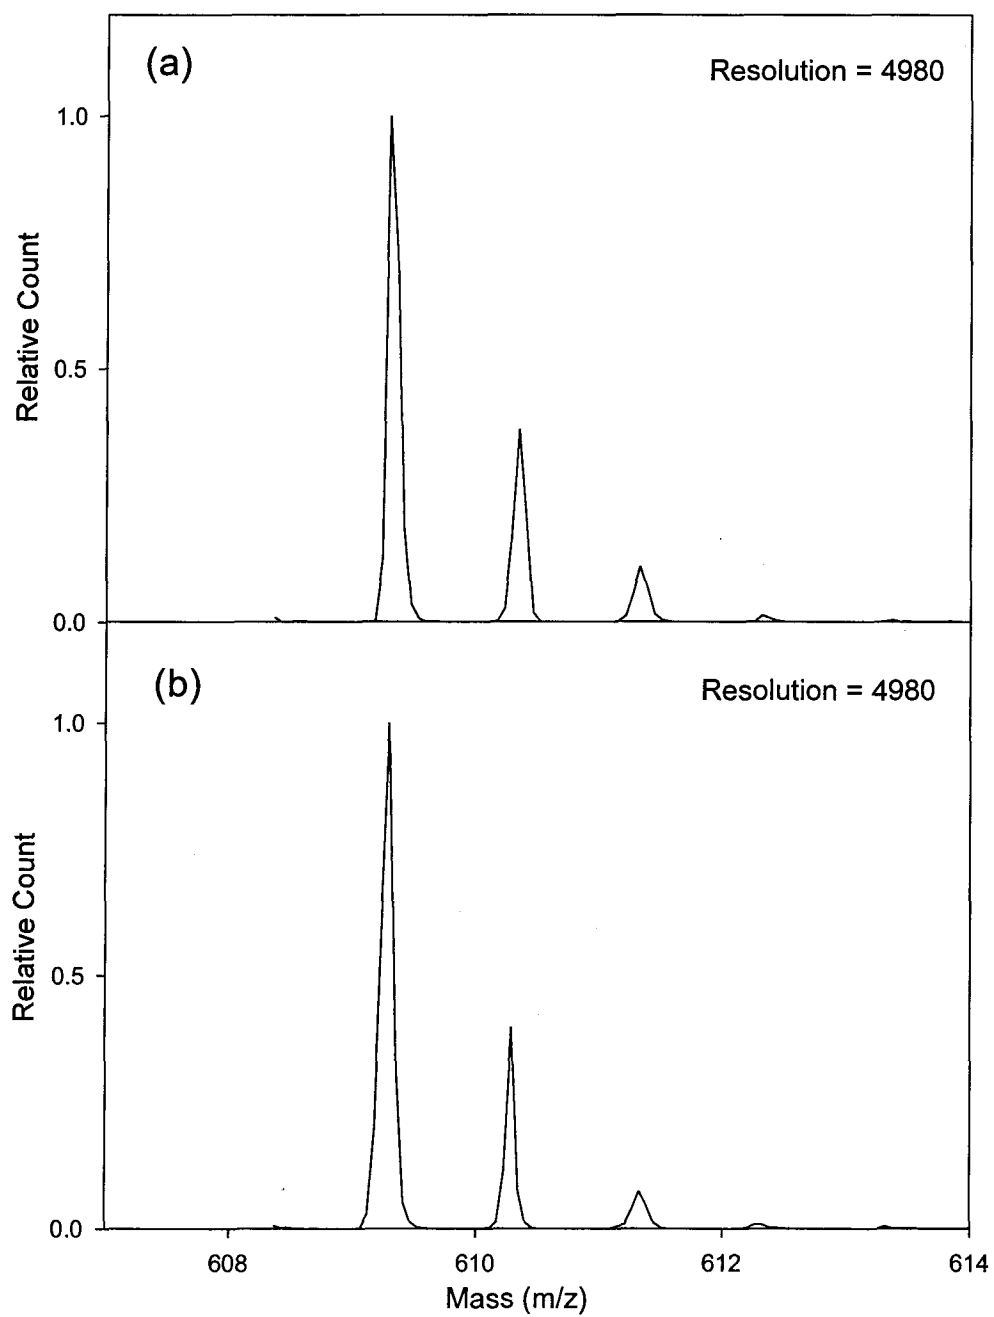 (a)
Resolution = 4980
1.0
0.5
0.0
Relative Count
(b)
Resolution = 4980
1.0
0.5
0.0
Relative Count
608
610
612
614
Mass (m/z)